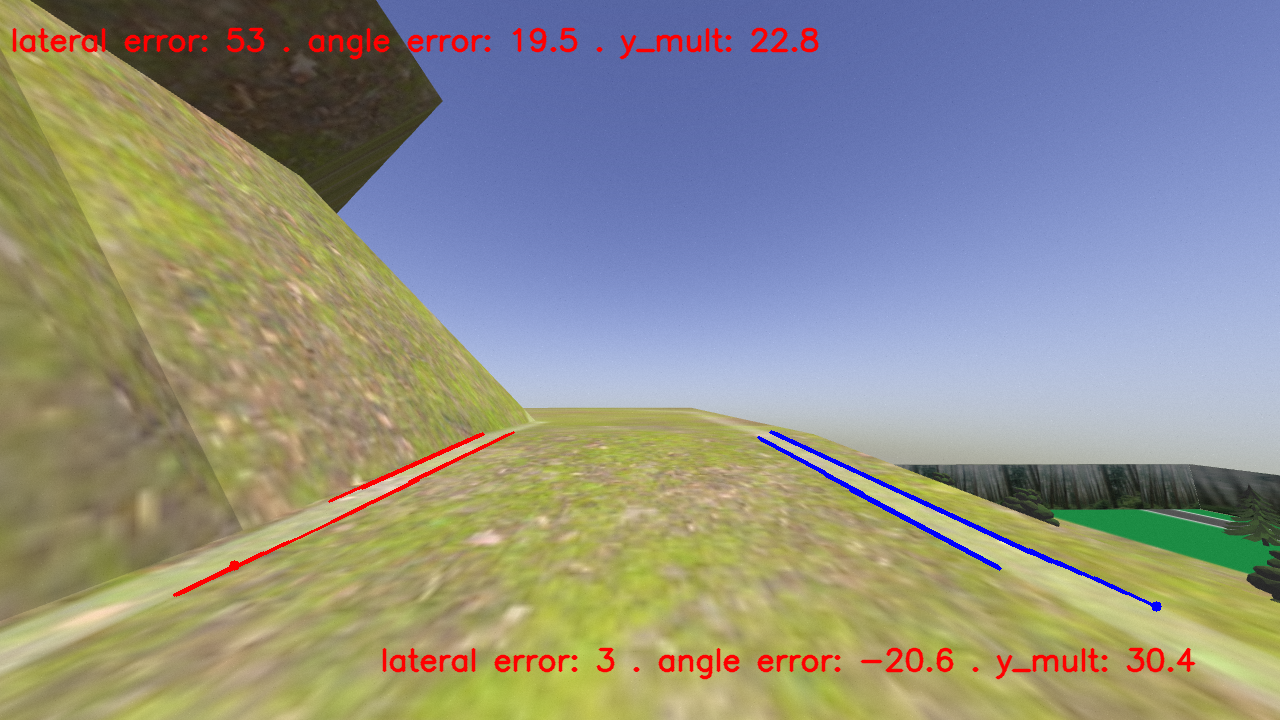 lateral error: 53 . angle error: 19.5 . y_mult: 22.8
lateral error: 3 . angle error: −20.6 . y_mult: 30.4